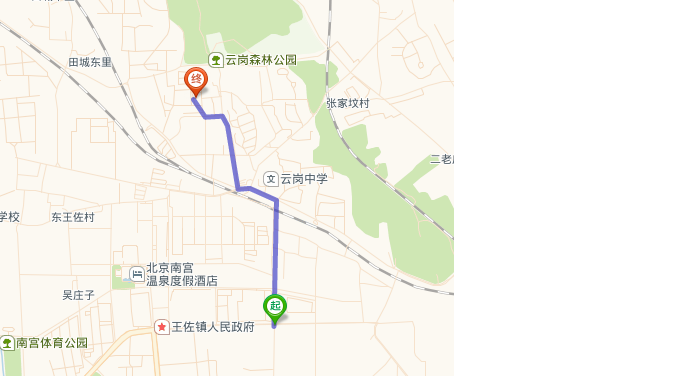 云岗森林公园
田城东里
终
张家坟村
二老
文
云岗中学
学校
东王佐村
北京南宫
温泉度假酒店
吴庄子
起
王佐镇人民政府
南宫体育公园